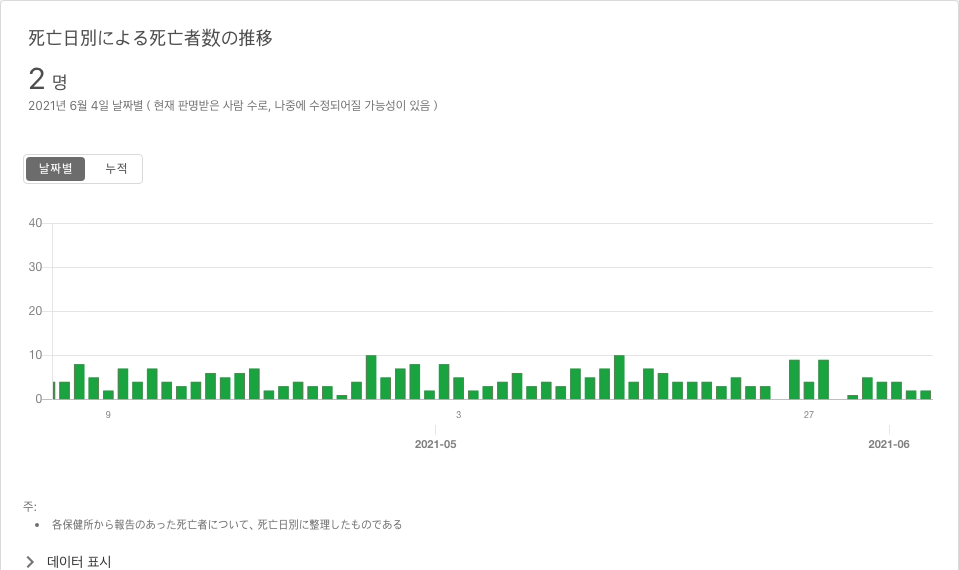 死亡日別による死亡者数の推移
2 명
2021년 6월 4일 날짜별 ( 현재 판명받은 사람 수로, 나중에 수정되어질 가능성이 있음 )
날짜별 누적
40
30
20
10
0
9 3 27
2021-05 2021-06
주:
各保健所から報告のあった死亡者について、死亡日別に整理したものである
데이터 표시